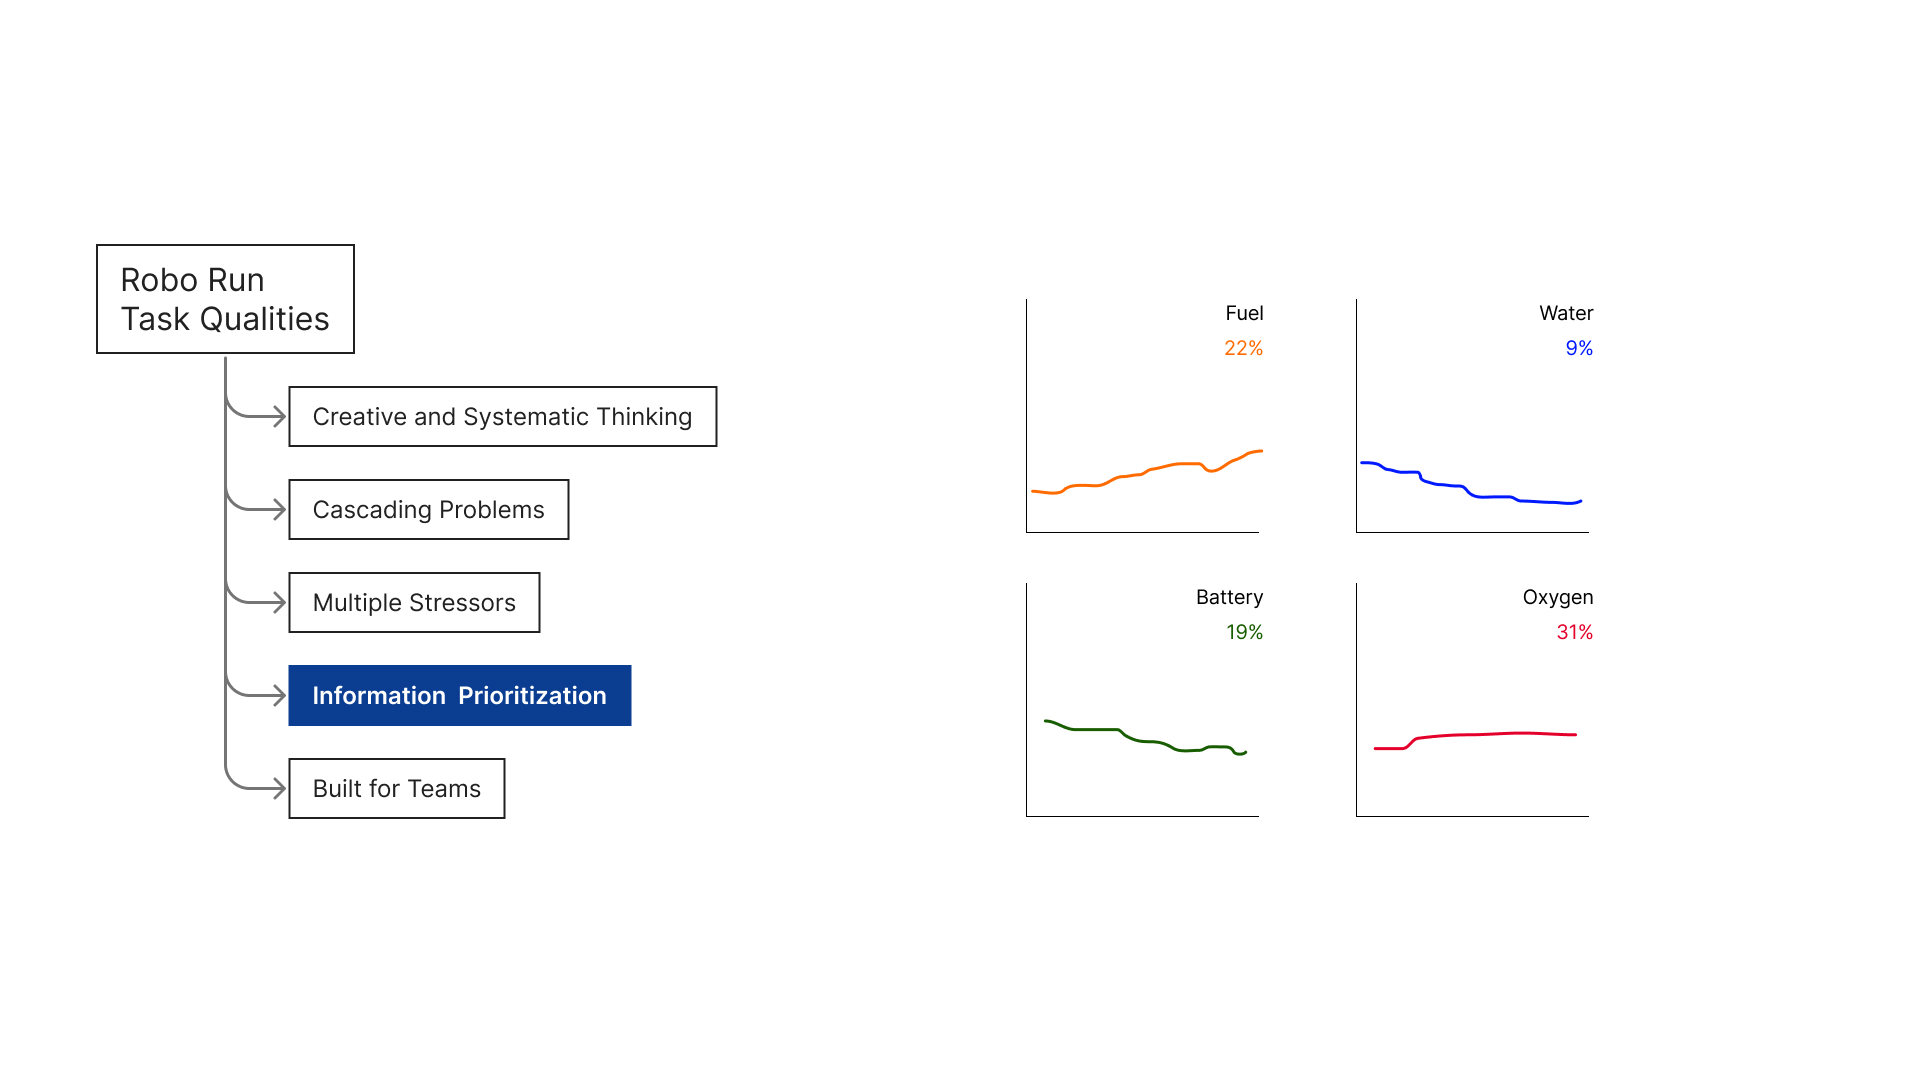 Robo Run
Task Qualities
Creative and Systematic Thinking
Cascading Problems
Multiple Stressors
Information  Prioritization
Built for Teams
Fuel
22%
Water
9%
Battery
19%
Oxygen
31%